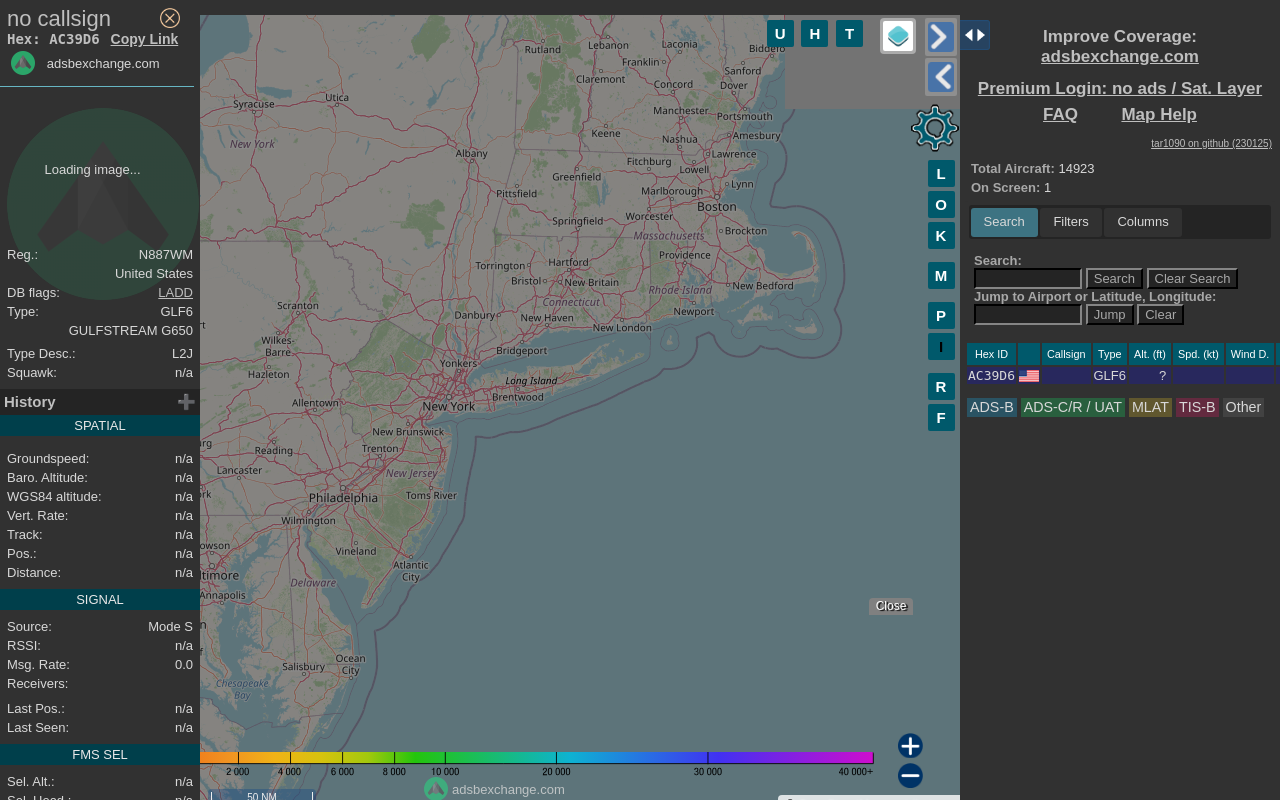 no callsign
Hex: AC39D6 Copy Link
adsbexchange.com
Loading image...
Reg.: N887WM
United States
DB flags: LADD
Type: GLF6
GULFSTREAM G650
Type Desc.: L2J
Squawk: n/a
History
SPATIAL
Groundspeed: n/a
Baro. Altitude: n/a
WGS84 altitude: n/a
Vert. Rate: n/a
Track: n/a
Pos.: n/a
Distance: n/a
SIGNAL
Source: Mode S
RSSI: n/a
Msg. Rate: 0.0
Receivers:
Last Pos.: n/a
Last Seen: n/a
FMS SEL
Sel. Alt.: n/a
Sel. Head.: n/a
U H T
Rutland
Lebanon
Laconia
Franklin
Claremont
Concord
Sanford
Dover
Utica
Syracuse
New York
Manchester
Portsmouth
Keene
Nashua
Amesbury
Albany
Fitchburg
Lawrence
Lowell
Greenfield
Pittsfield
Marlborough
Lynn
Boston
Worcester
Springfield
Brockton
Massachusetts
Providence
Torrington
Hartford
Bristol
New Britain
Rhode Island
New Bedford
Connecticut
Newport
Scranton
Danbury
New Haven
New London
Wilkes-
Barre
Bridgeport
Hazleton
Yonkers
Long Island
Brentwood
Allentown
New York
New Brunswick
Reading
Trenton
Lancaster
New Jersey
Philadelphia
Toms River
Wilmington
Vineland
Atlantic
City
Delaware
Annapolis
Salisbury
Ocean
City
Chesapeake
Bay
L
O
K
M
P
I
R
F
Close
2 000 4 000 6 000 8 000 10 000 20 000 30 000 40 000+
adsbexchange.com
50 NM
Improve Coverage:
adsbexchange.com
Premium Login: no ads / Sat. Layer
FAQ Map Help
tar1090 on github (230125)
Total Aircraft: 14923
On Screen: 1
Search Filters Columns
Search:
Search Clear Search
Jump to Airport or Latitude, Longitude:
Jump Clear
Hex ID Callsign Type Alt. (ft) Spd. (kt) Wind D.
AC39D6 GLF6 ?
ADS-B ADS-C/R / UAT MLAT TIS-B Other